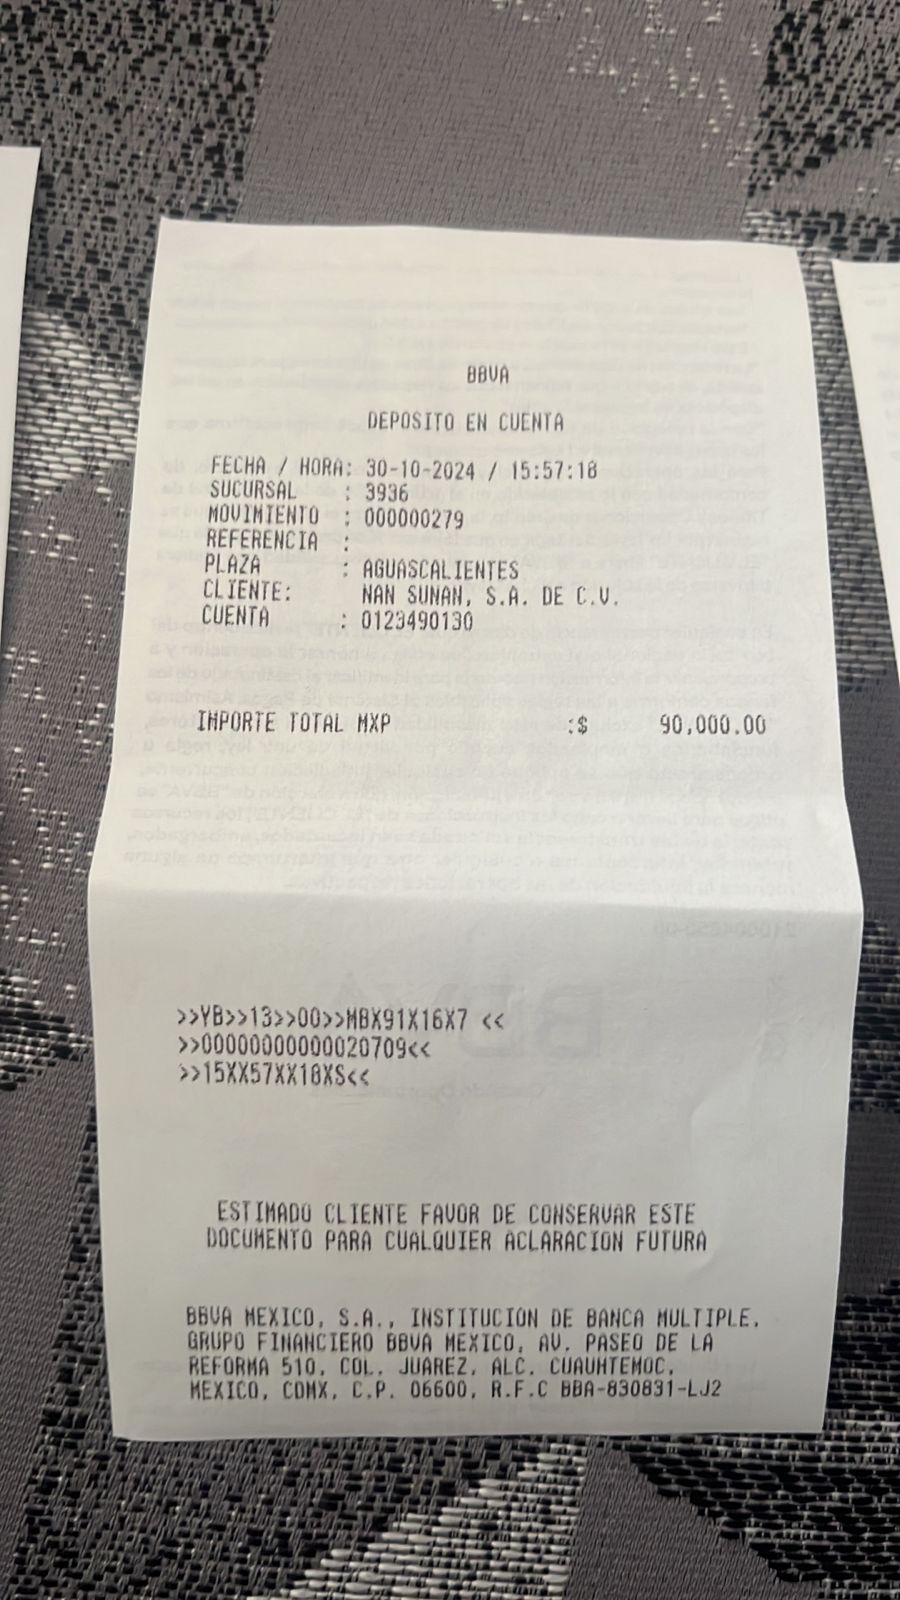 BBVA
DEPOSITO EN CUENTA
FECHA / HORA: 30-10-2024 / 15:57:18
SUCURSAL : 3936
MOVIMIENTO : 000000279
REFERENCIA :
PLAZA : AGUASCALIENTES
CLIENTE: NAN SUNAN, S.A. DE C.V.
CUENTA : 0123490130
IMPORTE TOTAL MXP :$ 90,000.00
>>YB>>13>>00>>MBX91X16X7 <<
>>00000000000020709<<
>>15XX57XX18XS<<
ESTIMADO CLIENTE FAVOR DE CONSERVAR ESTE
DOCUMENTO PARA CUALQUIER ACLARACION FUTURA
BBVA MEXICO, S.A., INSTITUCION DE BANCA MULTIPLE,
GRUPO FINANCIERO BBVA MEXICO, AV. PASEO DE LA
REFORMA 510, COL. JUAREZ, ALC. CUAUHTEMOC,
MEXICO, CDMX, C.P. 06600, R.F.C BBA-830831-LJ2